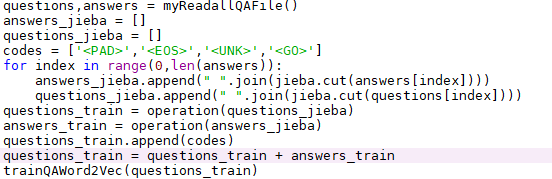 questions,answers = myReadallQAFile()
answers_jieba = []
questions_jieba = []
codes = ['<PAD>','<EOS>','<UNK>','<GO>']
for index in range(0,len(answers)):
    answers_jieba.append(" ".join(jieba.cut(answers[index])))
    questions_jieba.append(" ".join(jieba.cut(questions[index])))
questions_train = operation(questions_jieba)
answers_train = operation(answers_jieba)
questions_train.append(codes)
questions_train = questions_train + answers_train
trainQAWord2Vec(questions_train)